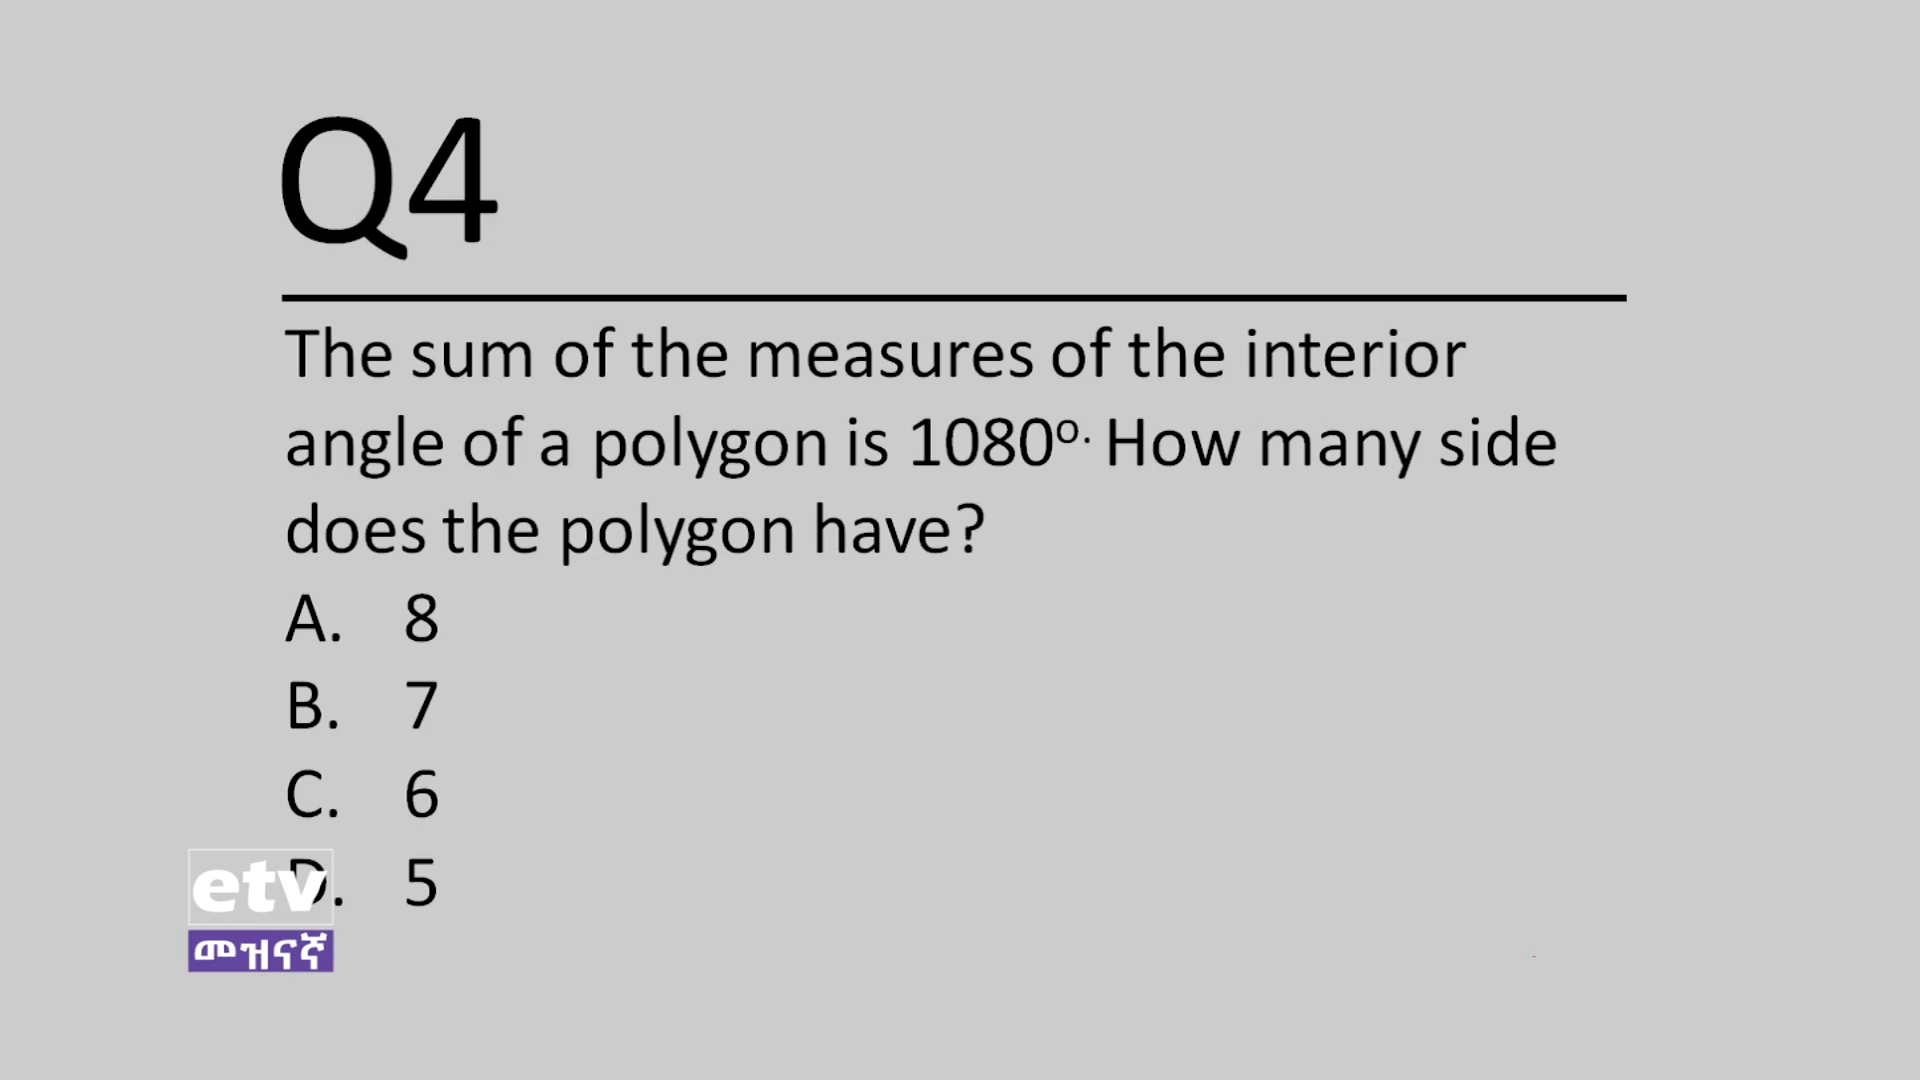 Q4
The sum of the measures of the interior
angle of a polygon is 1080⁰. How many side
does the polygon have?
A. 8
B. 7
C. 6
D. 5
etv
መዝናኛ